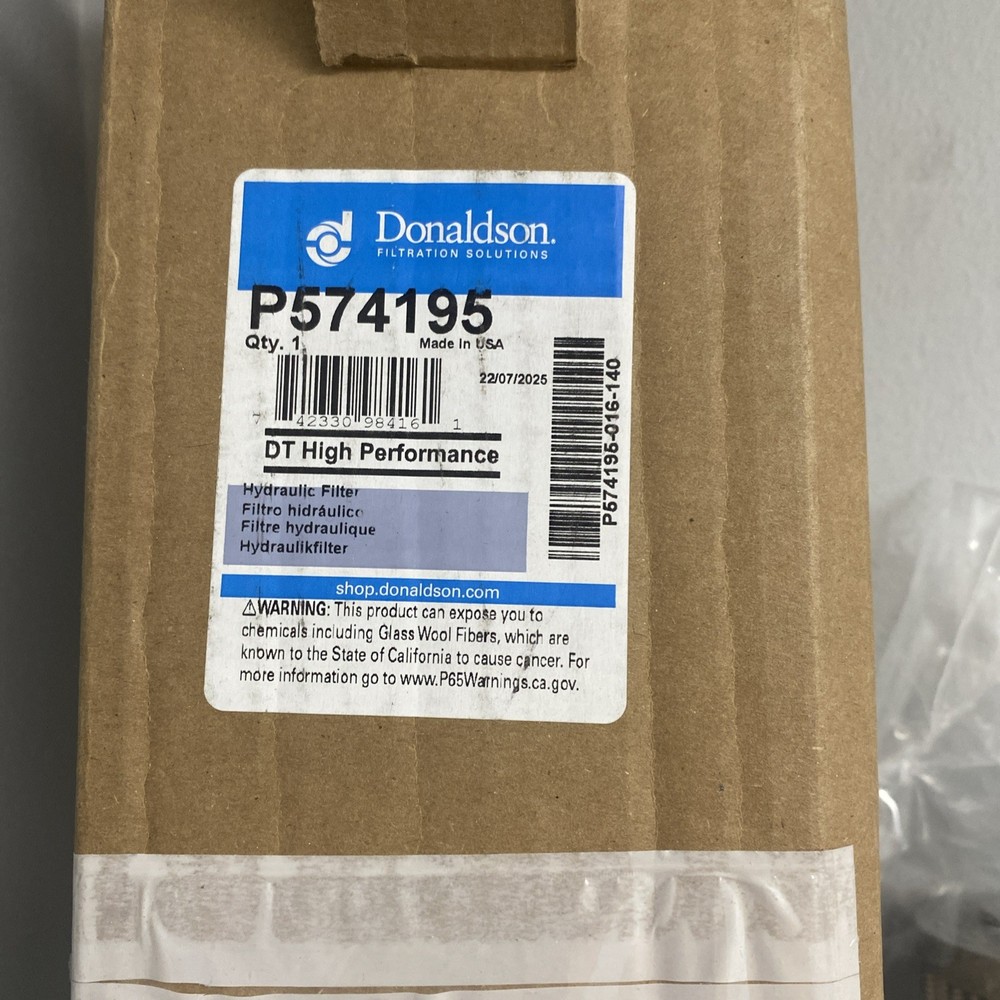 Donaldson.
FILTRATION SOLUTIONS
P574195
Qty. 1
Made In USA
22/07/2025
7 42330 98416 1
P574195-016-140
DT High Performance
Hydraulic Filter
Filtro hidráulico
Filtre hydraulique
Hydraulikfilter
shop.donaldson.com
⚠WARNING: This product can expose you to
chemicals including Glass Wool Fibers, which are
known to the State of California to cause cancer. For
more information go to www.P65Warnings.ca.gov.